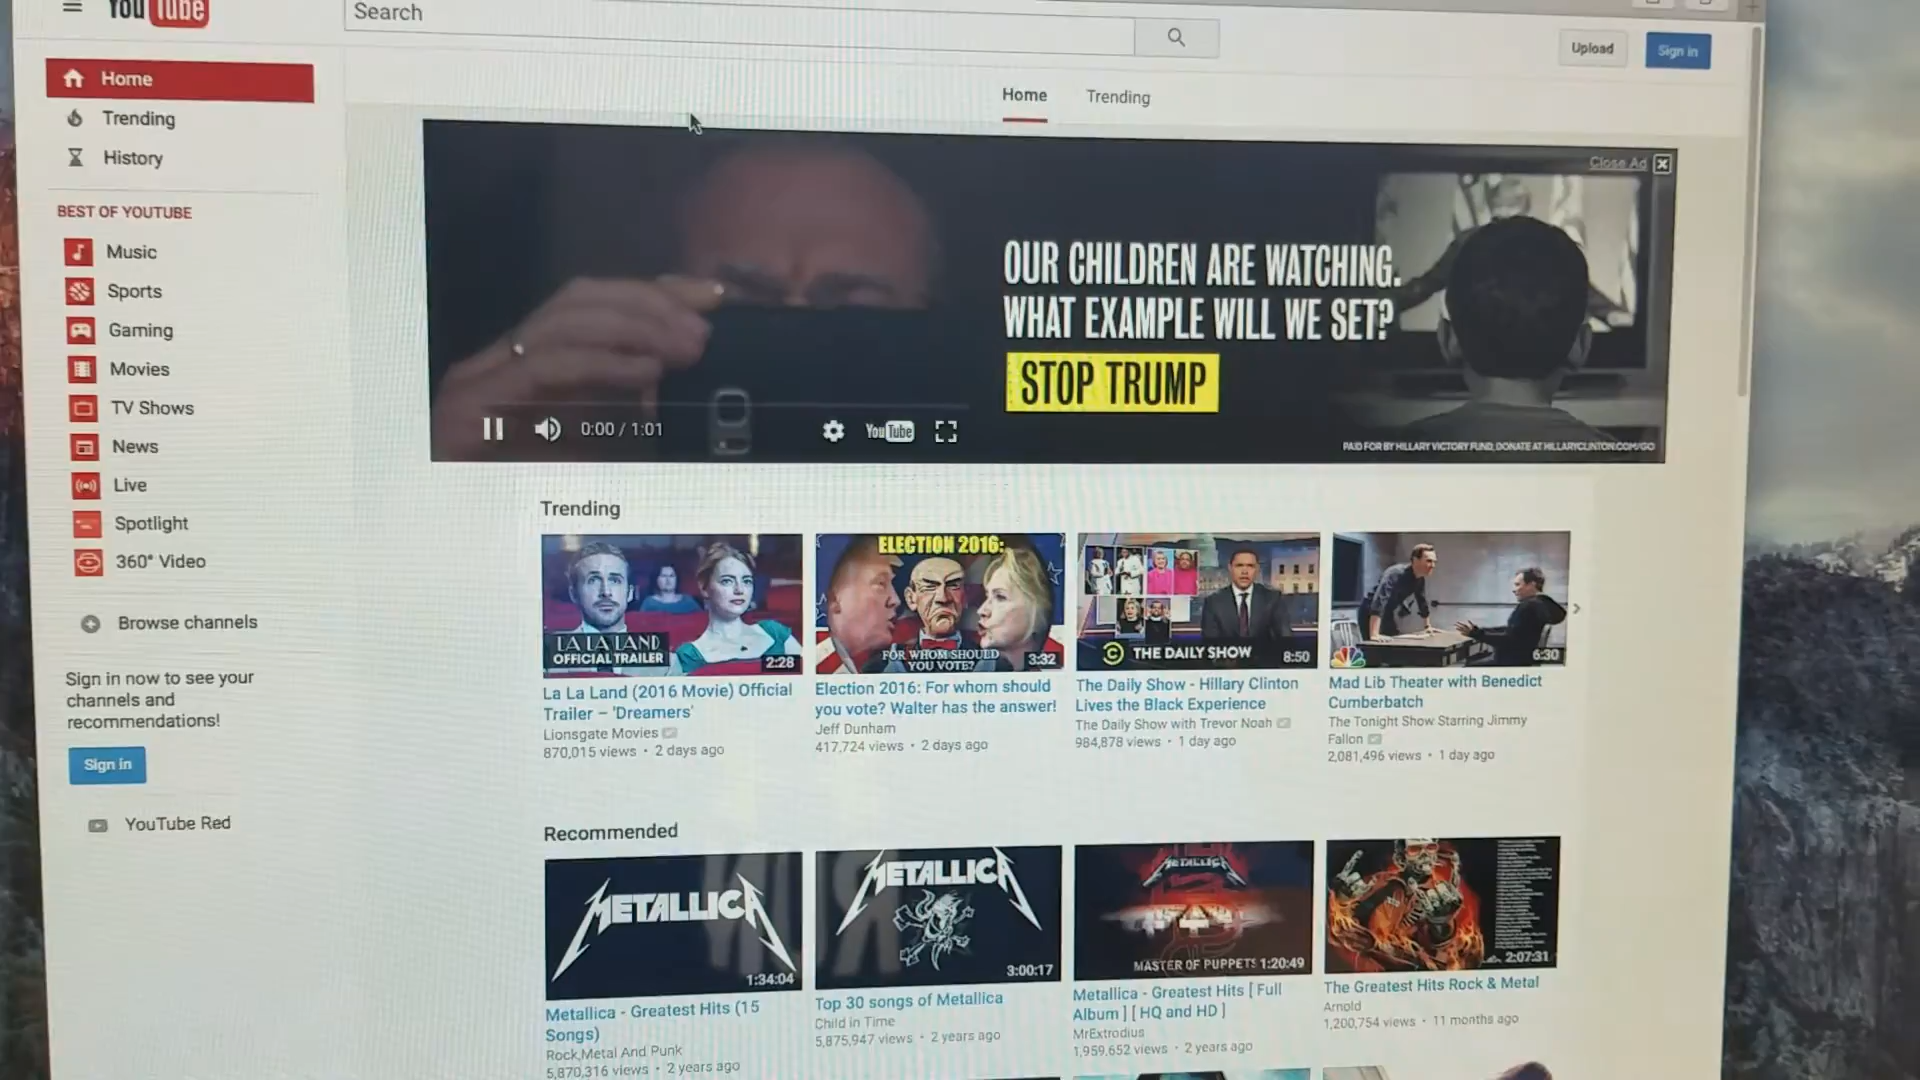 YouTube
Search
Upload
Sign in
Home
Trending
History
BEST OF YOUTUBE
Music
Sports
Gaming
Movies
TV Shows
News
Live
Spotlight
360° Video
Browse channels
Sign in now to see your
channels and
recommendations!
Sign in
YouTube Red
Home Trending
Close Ad
OUR CHILDREN ARE WATCHING.
WHAT EXAMPLE WILL WE SET?
STOP TRUMP
0:00 / 1:01
YouTube
PAID FOR BY HILLARY VICTORY FUND, DONATE AT HILLARYCLINTON.COM/GO
Trending
LA LA LAND
OFFICIAL TRAILER
2:28
La La Land (2016 Movie) Official
Trailer – 'Dreamers'
Lionsgate Movies
870,015 views • 2 days ago
ELECTION 2016:
FOR WHOM SHOULD
YOU VOTE?
3:32
Election 2016: For whom should
you vote? Walter has the answer!
Jeff Dunham
417,724 views • 2 days ago
THE DAILY SHOW
8:50
The Daily Show - Hillary Clinton
Lives the Black Experience
The Daily Show with Trevor Noah
984,878 views • 1 day ago
6:30
Mad Lib Theater with Benedict
Cumberbatch
The Tonight Show Starring Jimmy
Fallon
2,081,496 views • 1 day ago
Recommended
METALLICA
1:34:04
Metallica - Greatest Hits (15
Songs)
Rock,Metal And Punk
5,870,316 views • 2 years ago
METALLICA
3:00:17
Top 30 songs of Metallica
Child in Time
5,875,947 views • 2 years ago
METALLICA
MASTER OF PUPPETS
1:20:49
Metallica - Greatest Hits [ Full
Album ] [ HQ and HD ]
MrExtrodius
1,959,652 views • 2 years ago
2:07:31
The Greatest Hits Rock & Metal
Arnold
1,200,754 views • 11 months ago